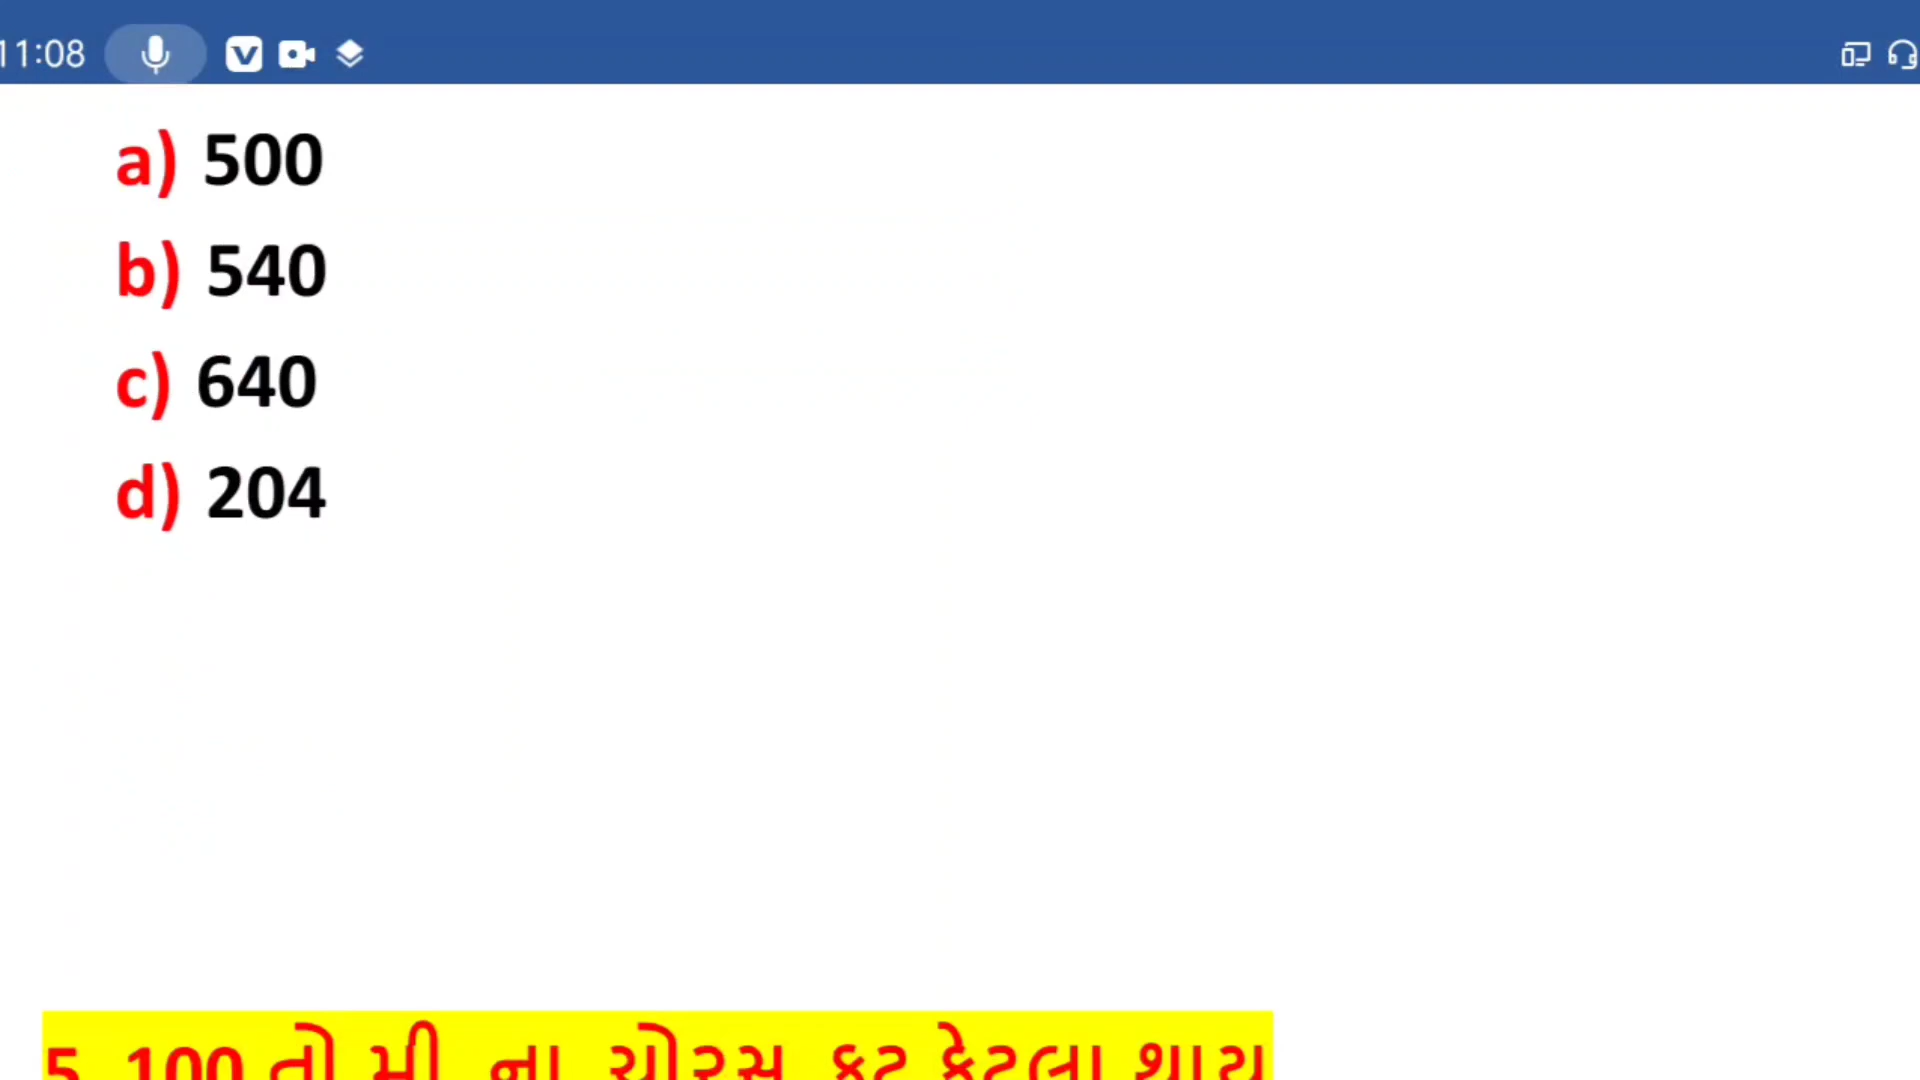 11:08
a) 500
b) 540
c) 640
d) 204
5. 100 તો મી ના ચોરસ ફુટ કેટલા થાય